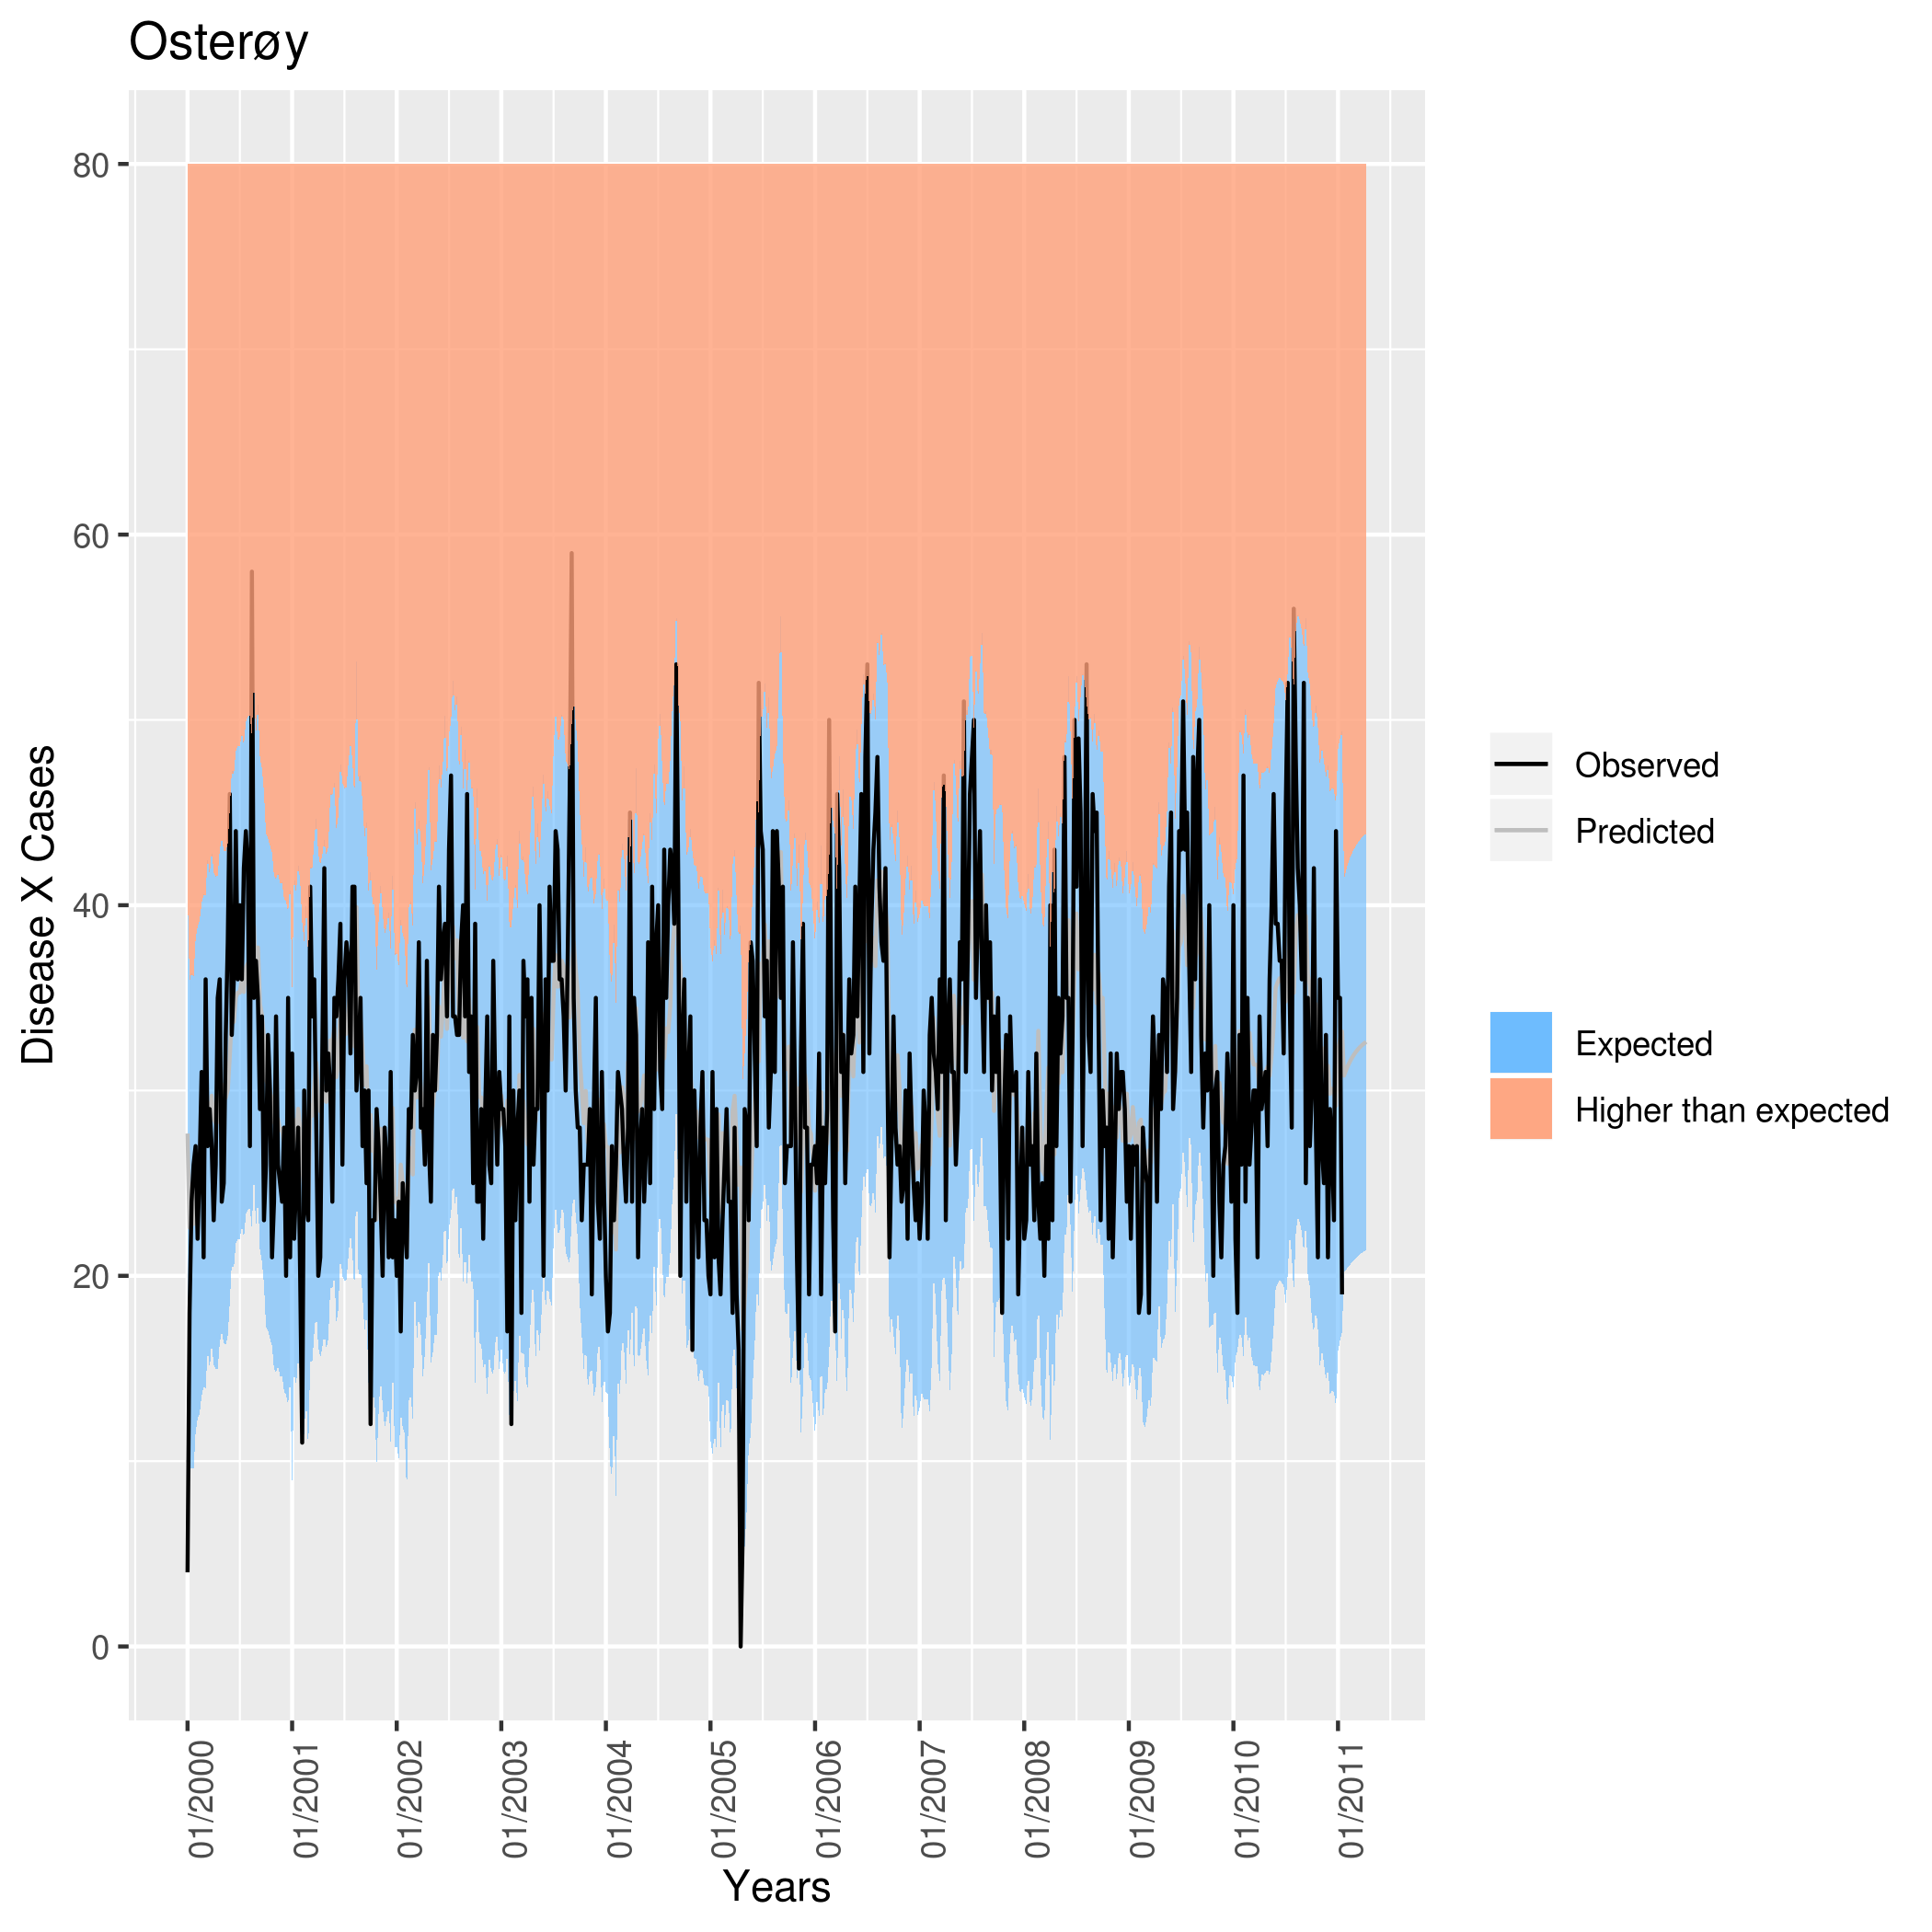 Osterøy
Disease X Cases
80
60
40
20
0
01/2000
01/2001
01/2002
01/2003
01/2004
01/2005
01/2006
01/2007
01/2008
01/2009
01/2010
01/2011
Years
Observed
Predicted
Expected
Higher than expected